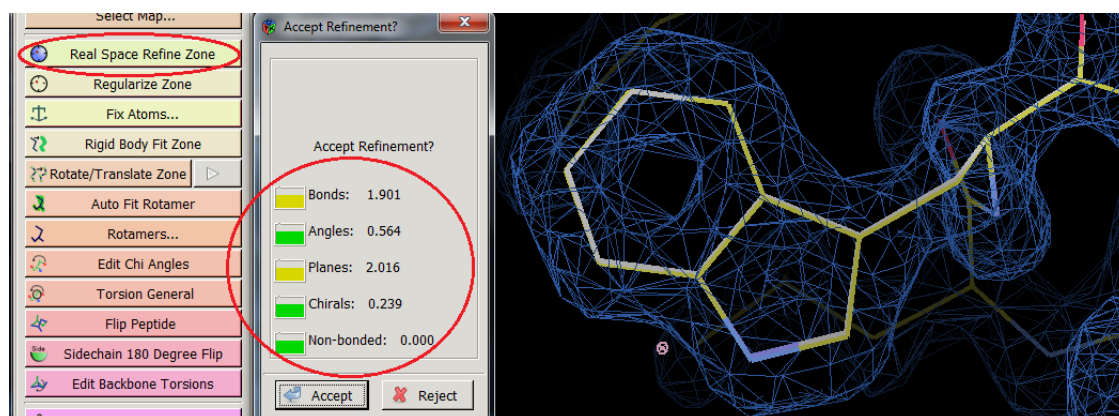 Select Map...
Real Space Refine Zone
Regularize Zone
Fix Atoms...
Rigid Body Fit Zone
Rotate/Translate Zone
Auto Fit Rotamer
Rotamers...
Edit Chi Angles
Torsion General
Flip Peptide
Side
Sidechain 180 Degree Flip
Edit Backbone Torsions
Accept Refinement?
Accept Refinement?
Bonds: 1.901
Angles: 0.564
Planes: 2.016
Chirals: 0.239
Non-bonded: 0.000
Accept
Reject